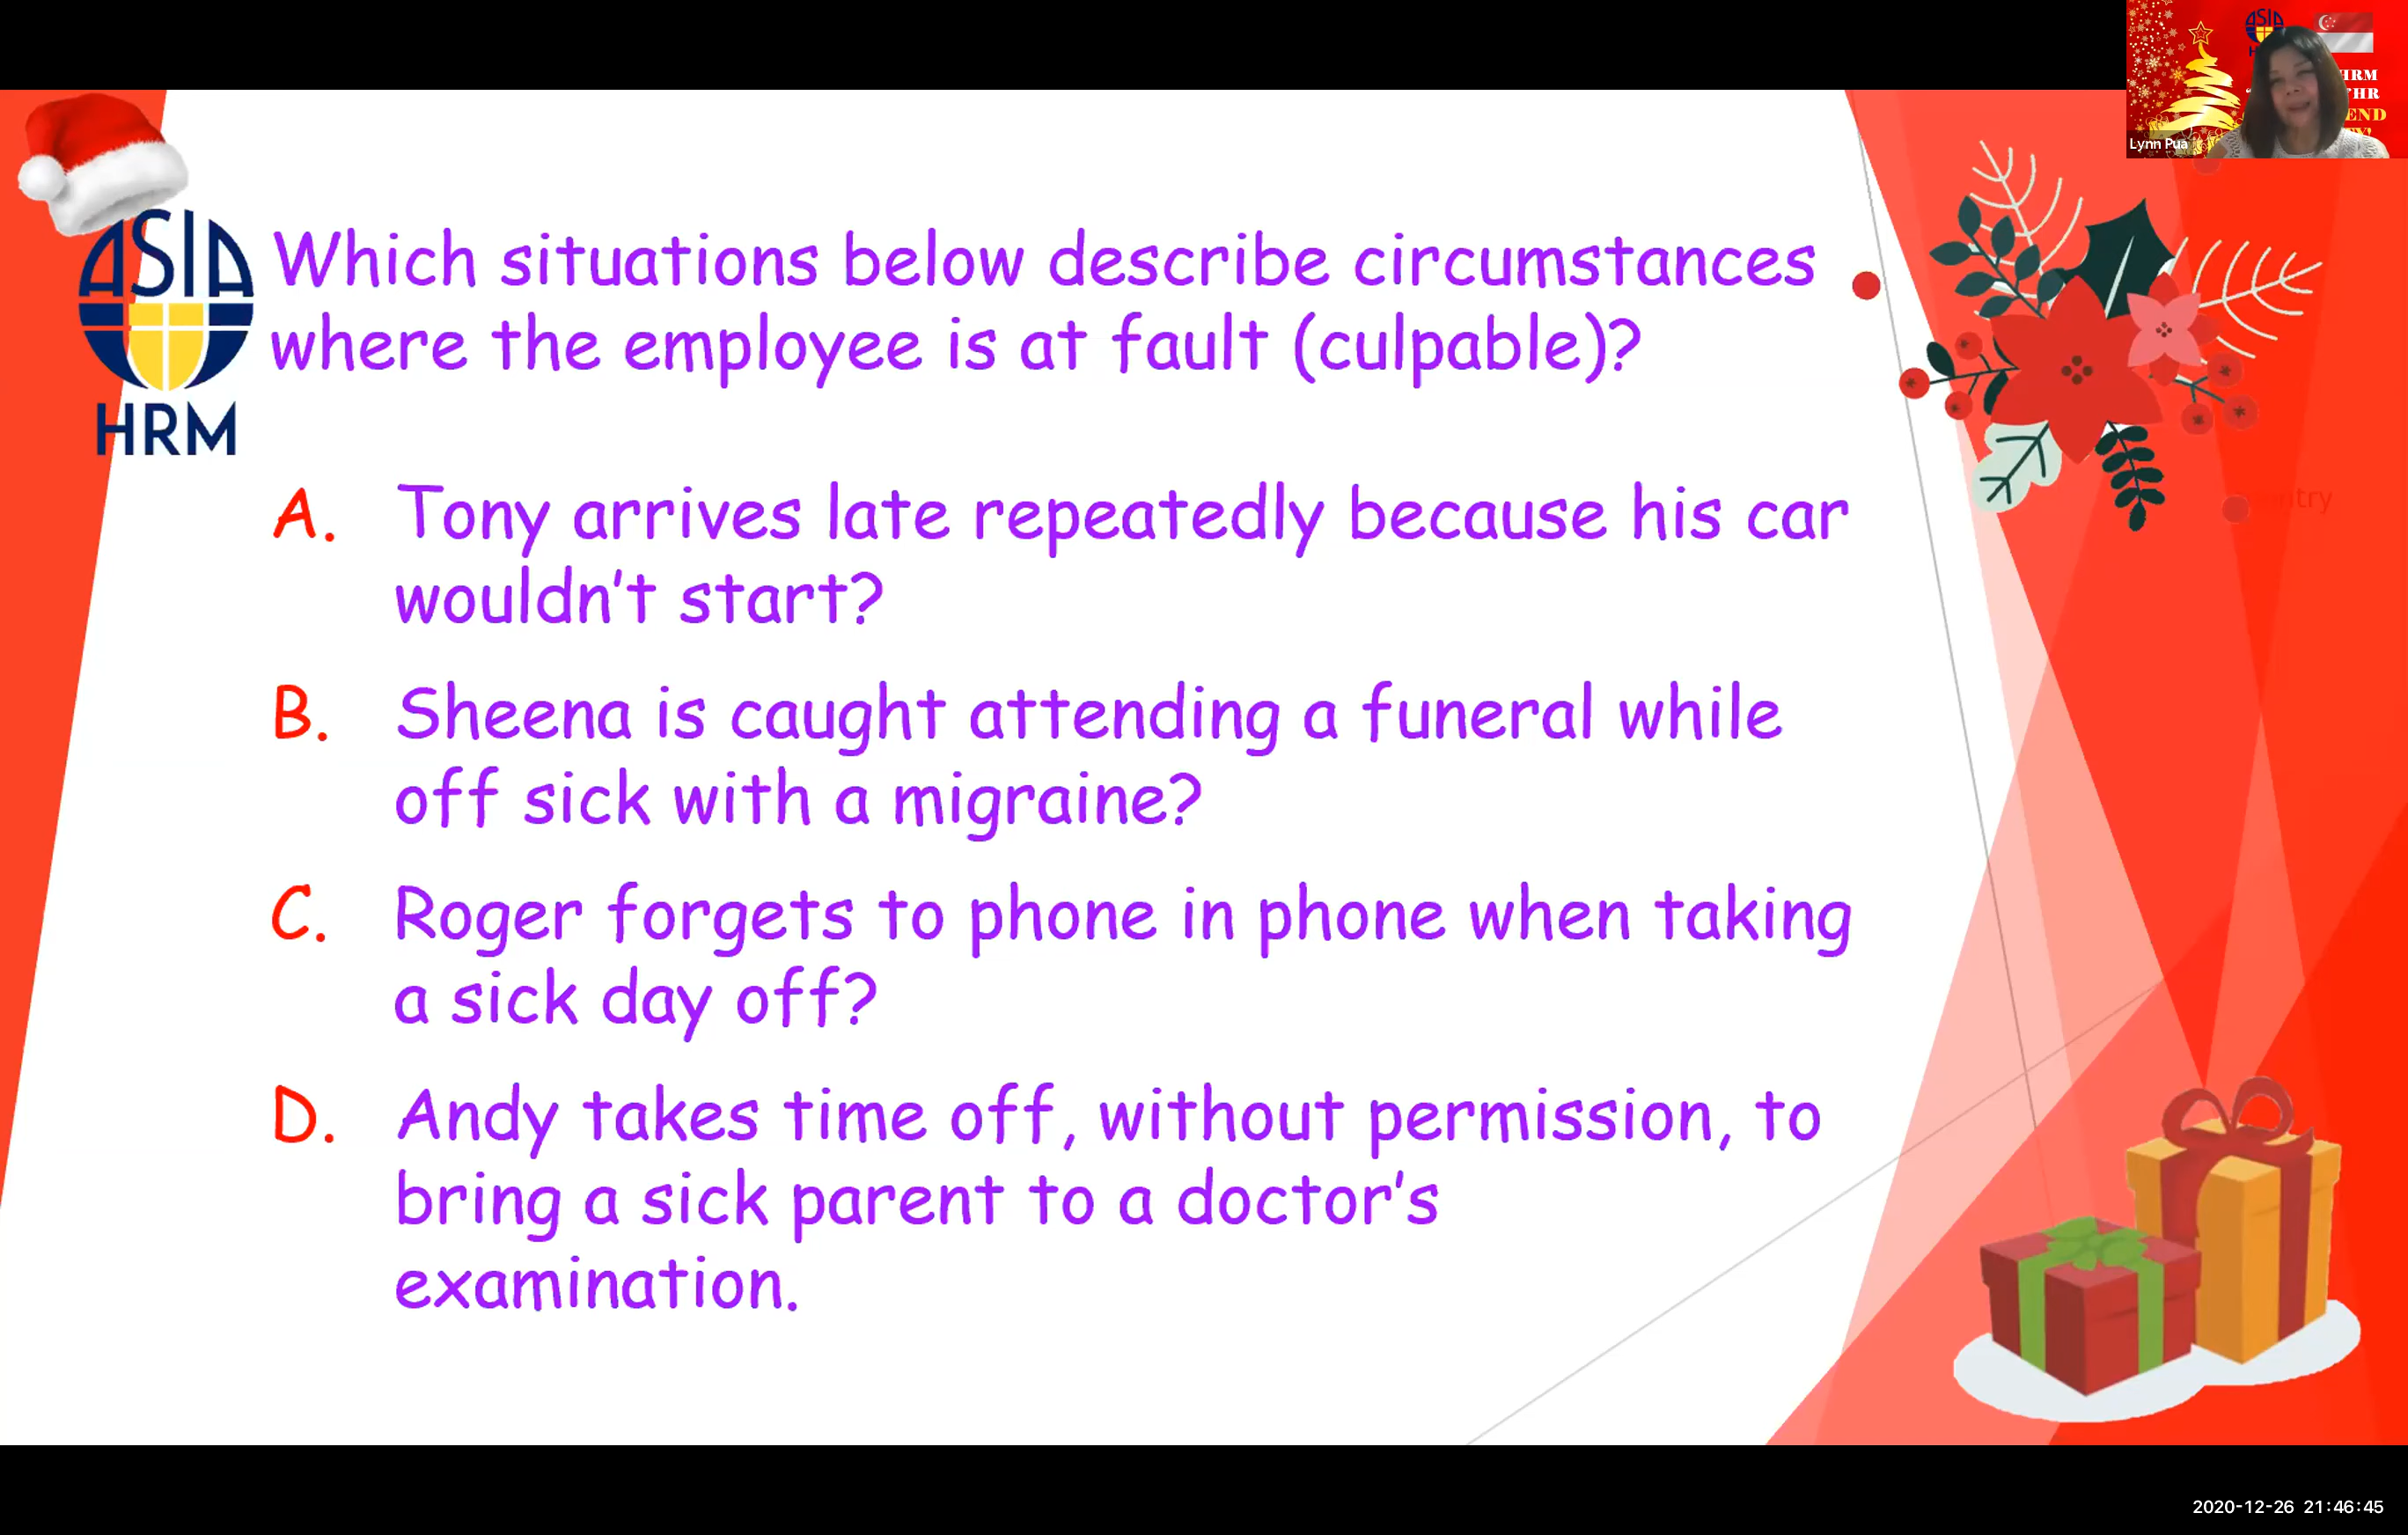 ASIA
HRM
Which situations below describe circumstances
where the employee is at fault (culpable)?
A. Tony arrives late repeatedly because his car
wouldn't start?
B. Sheena is caught attending a funeral while
off sick with a migraine?
C. Roger forgets to phone in phone when taking
a sick day off?
D. Andy takes time off, without permission, to
bring a sick parent to a doctor's
examination.
ASIA
HRM
Lynn Pua
2020-12-26 21:46:45